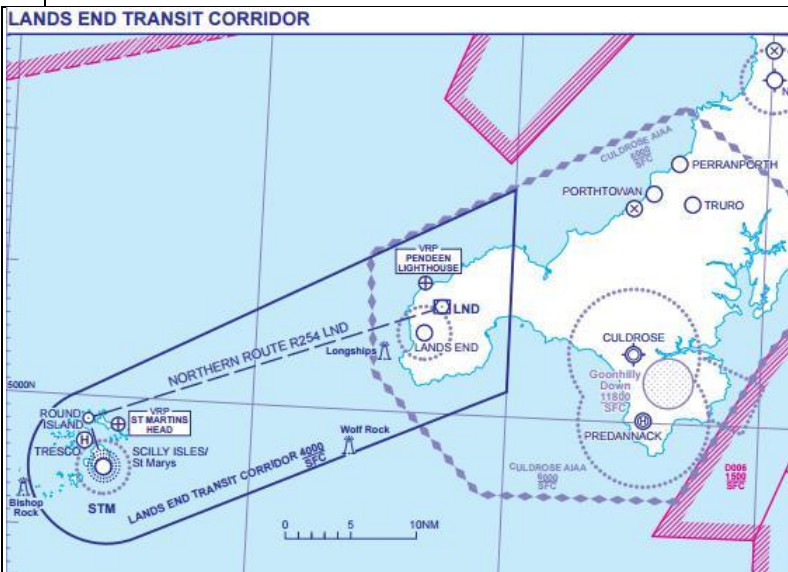 LANDS END TRANSIT CORRIDOR
CULDROSE AIAA
6000
SFC
N
PERRANPORTH
PORTHTOWAN
TRURO
VRP
PENDEEN
LIGHTHOUSE
LND
NORTHERN ROUTE R254 LND
LANDS END
Longships
CULDROSE
Goonhilly
Down
11800
SFC
5000N
ROUND
ISLAND
VRP
ST MARTINS
HEAD
TRESCO
H
SCILLY ISLES/
St Marys
Wolf Rock
H
PREDANNACK
LANDS END TRANSIT CORRIDOR 4000
SFC
CULDROSE AIAA
6000
SFC
D006
1500
SFC
Bishop
Rock
STM
0
5
10NM